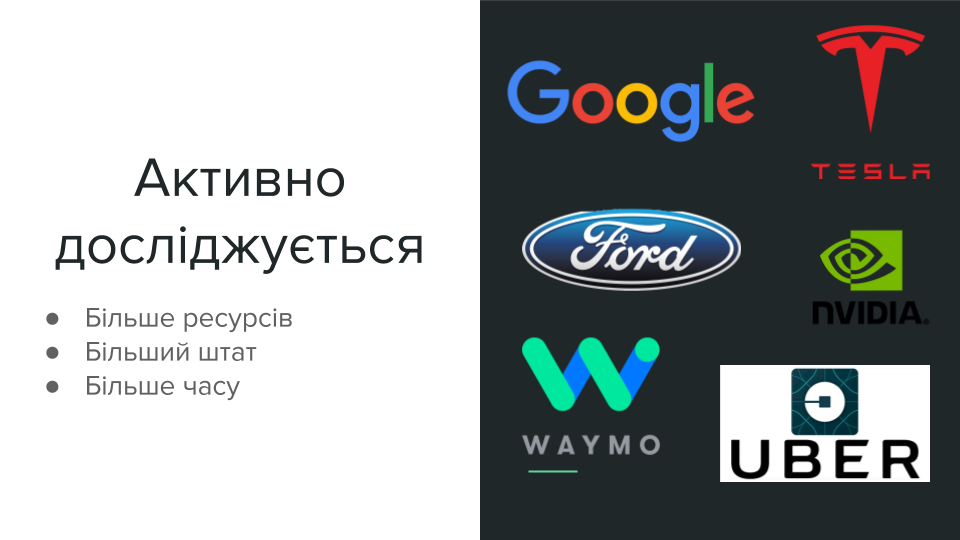 Активно
досліджується
● Більше ресурсів
● Більший штат
● Більше часу
Google
TESLA
Ford
NVIDIA.
WAYMO
UBER